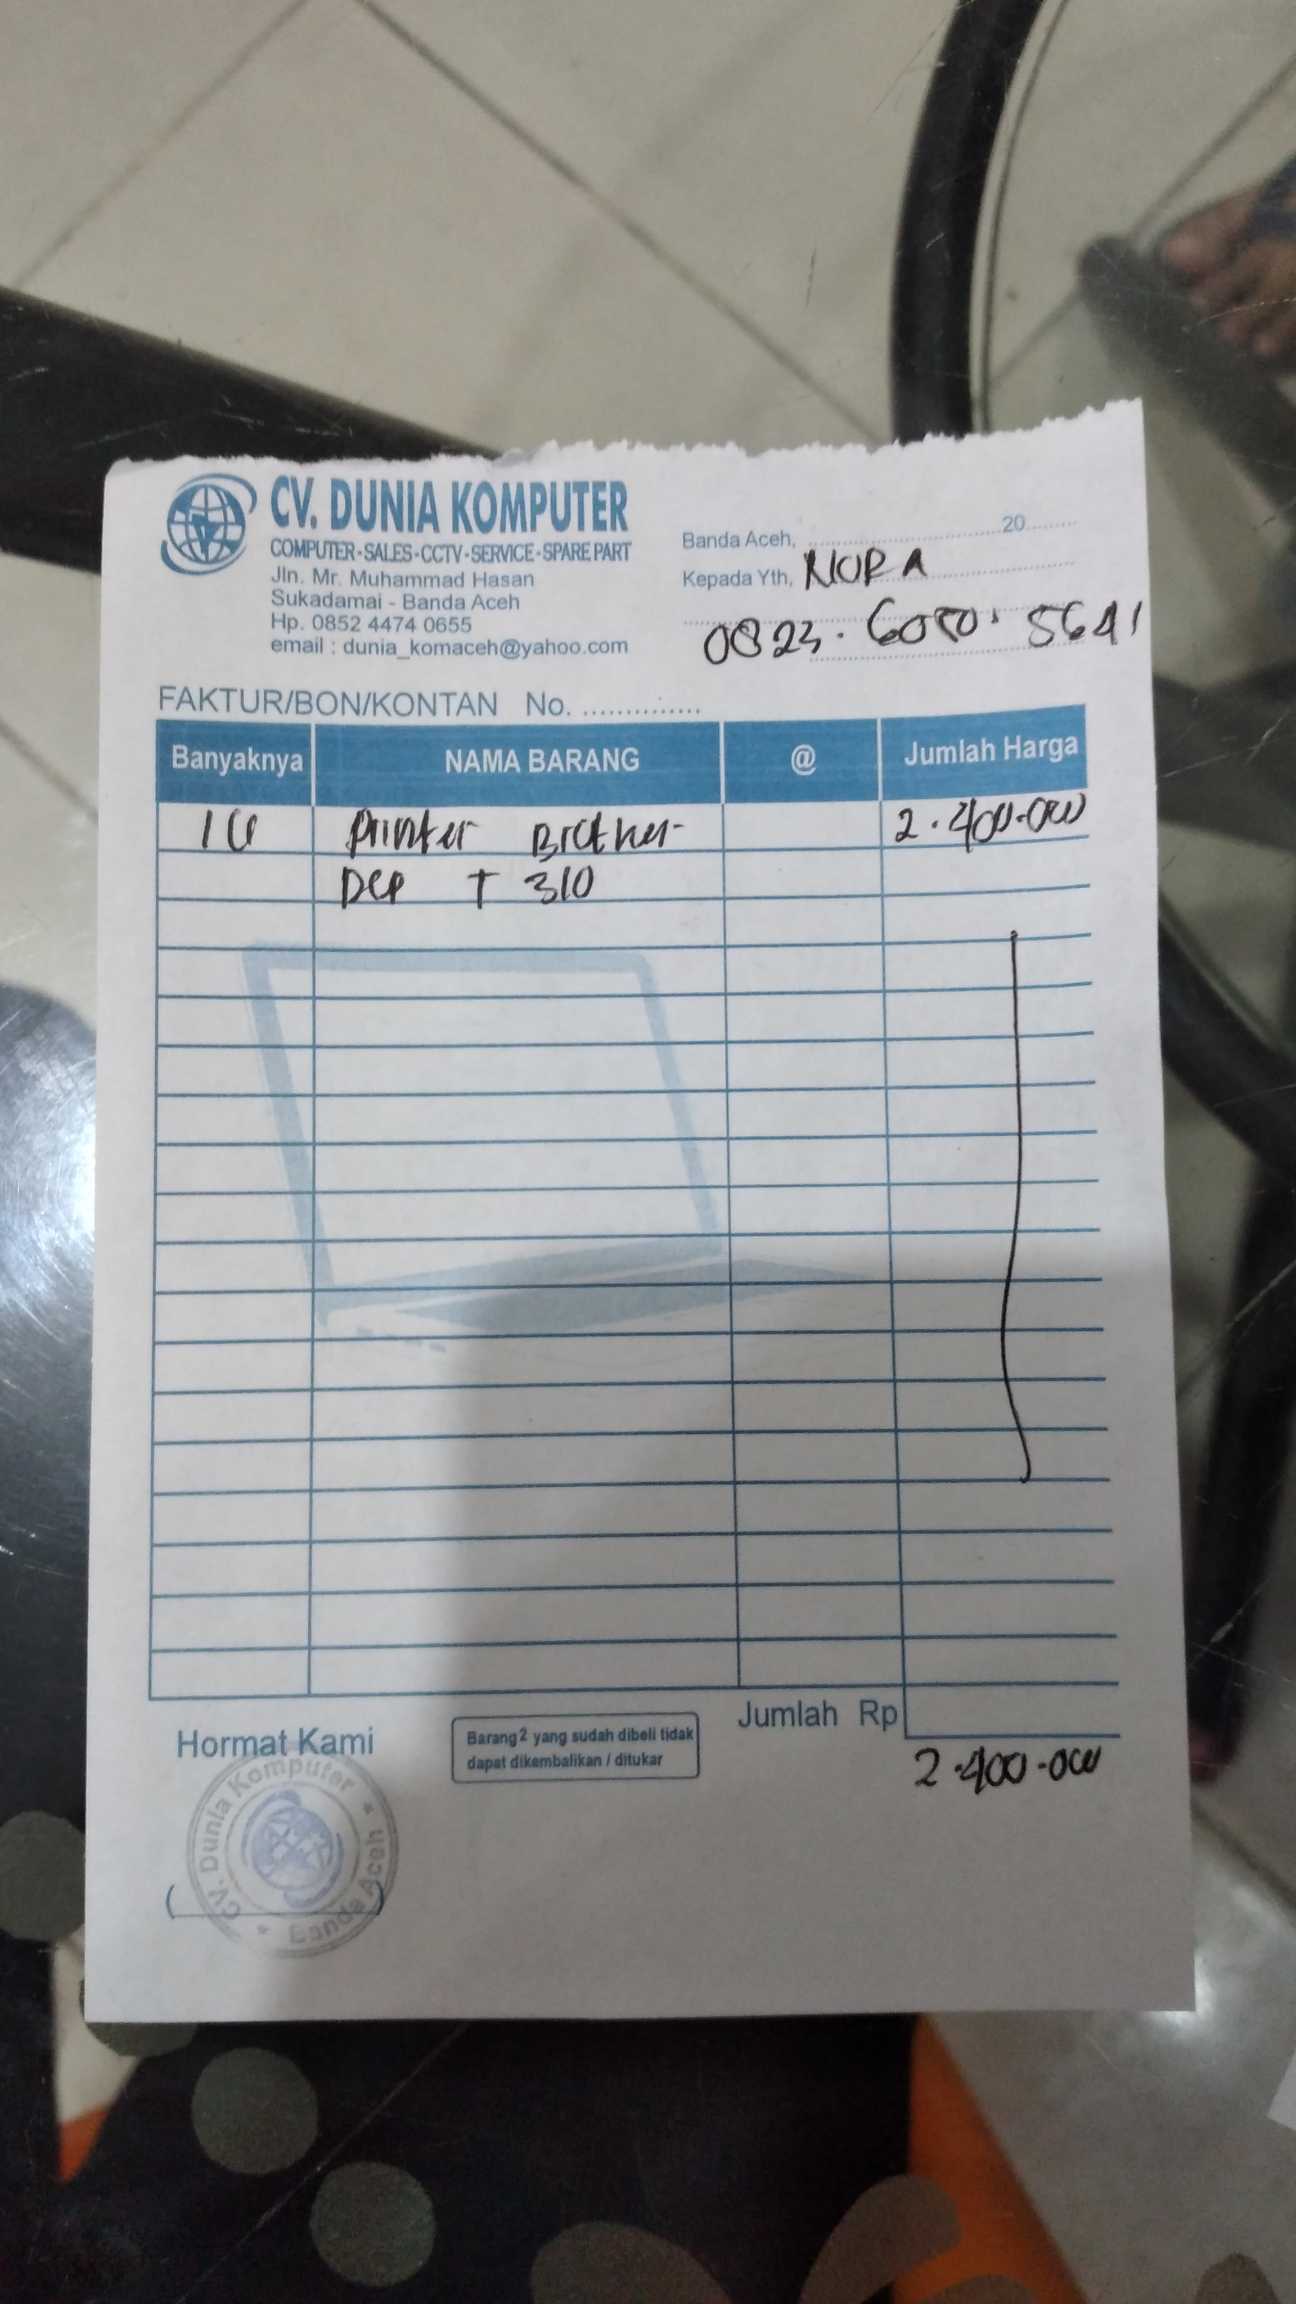 CV. DUNIA KOMPUTER
COMPUTER - SALES - CCTV - SERVICE - SPARE PART
Jln. Mr. Muhammad Hasan
Sukadamai - Banda Aceh
Hp. 0852 4474 0655
email : dunia_komaceh@yahoo.com
Banda Aceh, ..............................20.........
Kepada Yth, NORA
0823. 6050. 5641
FAKTUR/BON/KONTAN No. ..............
Banyaknya NAMA BARANG @ Jumlah Harga
1 Printer Brother 2.400.000
DCP T 310
Jumlah Rp
2.400.000
Hormat Kami
Barang2 yang sudah dibeli tidak
dapat dikembalikan / ditukar
CV. Dunia Komputer * Banda Aceh *
( )